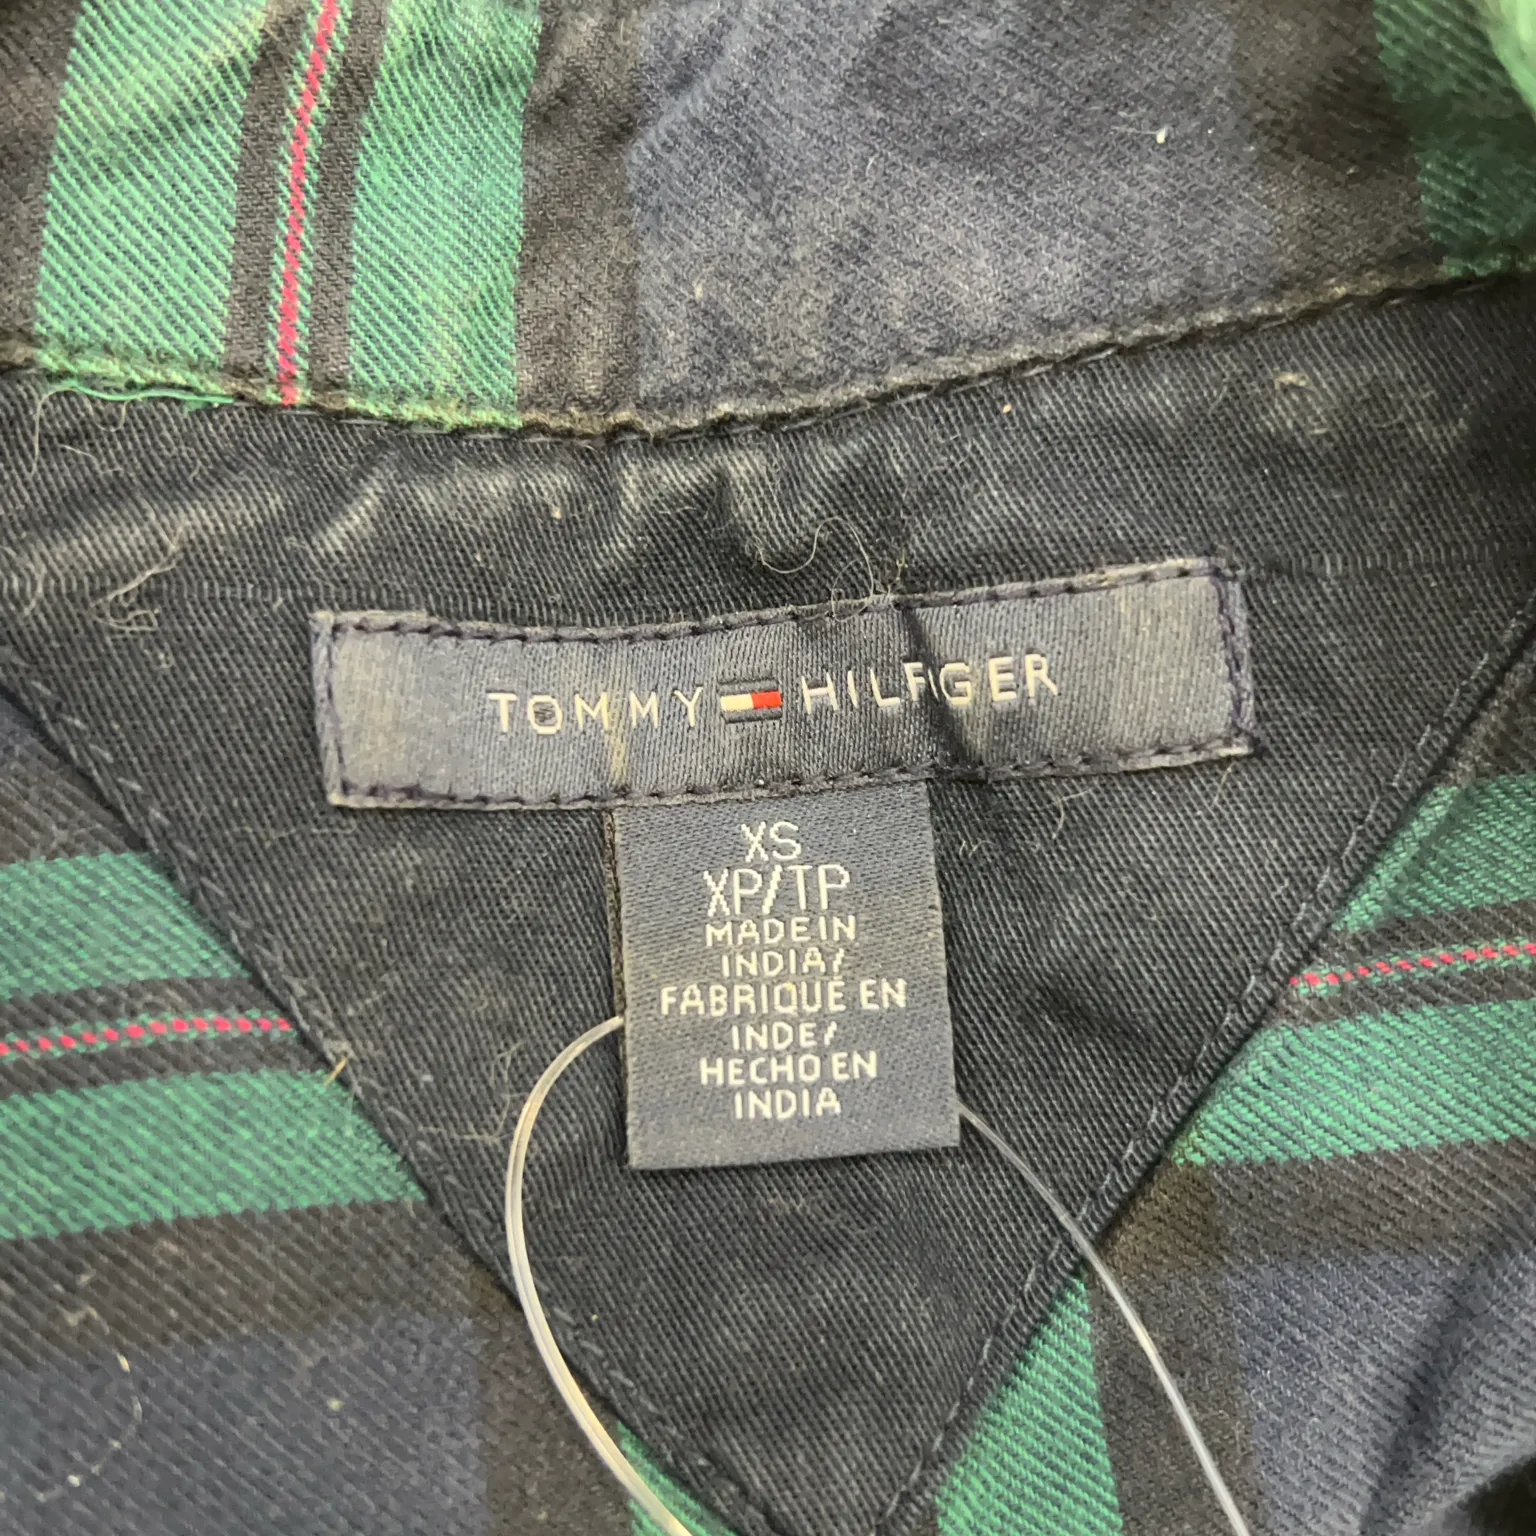 TOMMY HILFIGER
XS
XP/TP
MADE IN
INDIA/
FABRIQUÉ EN
INDE/
HECHO EN
INDIA